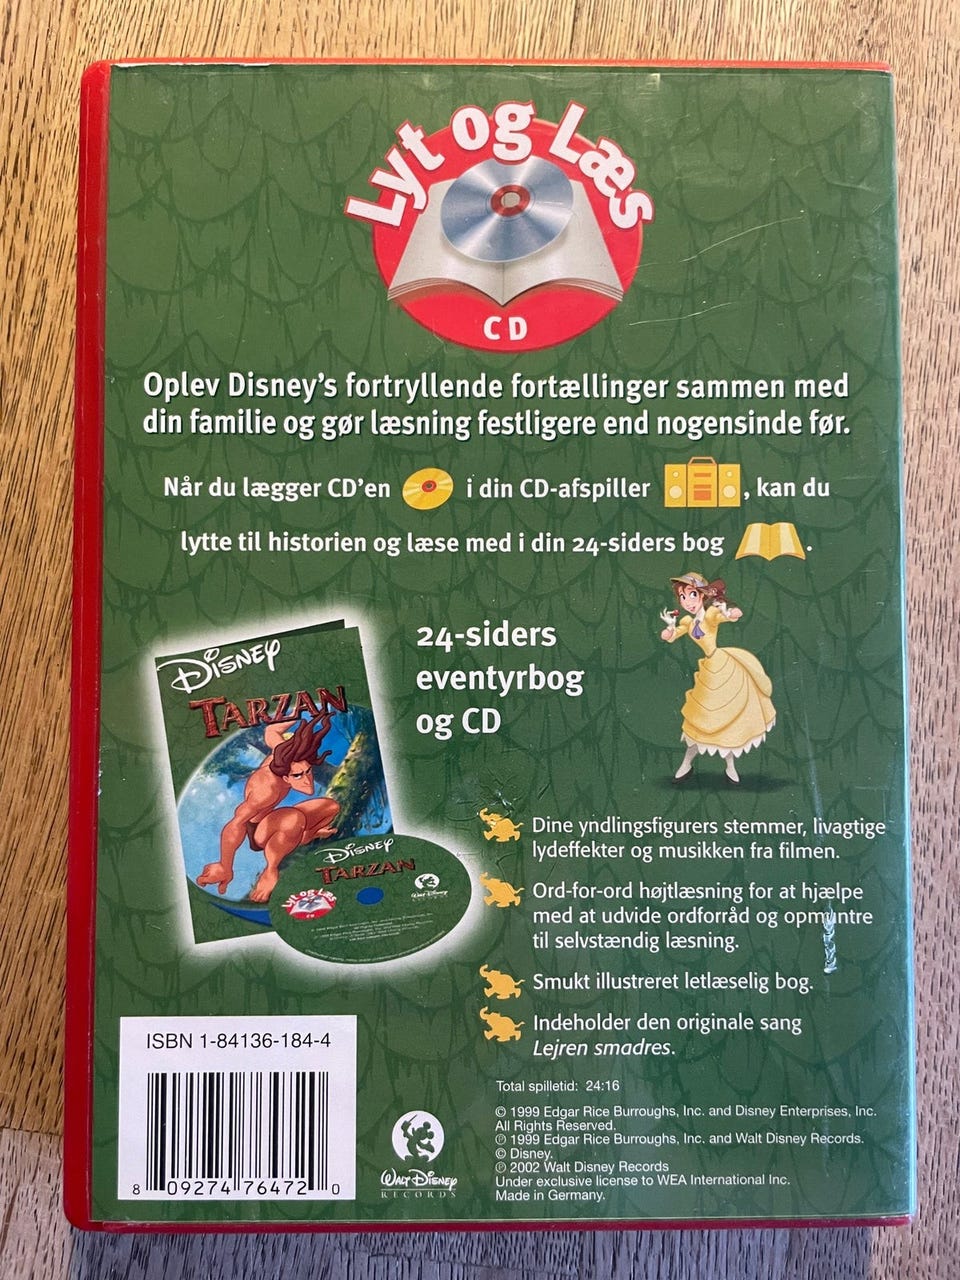 Lyt og Læs
CD
Oplev Disney's fortryllende fortællinger sammen med
din familie og gør læsning festligere end nogensinde før.
Når du lægger CD'en i din CD-afspiller , kan du
lytte til historien og læse med i din 24-siders bog .
24-siders
eventyrbog
og CD
Disney
TARZAN
Disney
TARZAN
Lyt og Læs
CD
Walt Disney
Dine yndlingsfigurers stemmer, livagtige
lydeffekter og musikken fra filmen.
Ord-for-ord højtlæsning for at hjælpe
med at udvide ordforråd og opmuntre
til selvstændig læsning.
Smukt illustreret letlæselig bog.
Indeholder den originale sang
Lejren smadres.
Total spilletid: 24:16
© 1999 Edgar Rice Burroughs, Inc. and Disney Enterprises, Inc.
All Rights Reserved.
℗ 1999 Edgar Rice Burroughs, Inc. and Walt Disney Records.
© Disney.
℗ 2002 Walt Disney Records
Under exclusive license to WEA International Inc.
Made in Germany.
ISBN 1-84136-184-4
8 09274 76472 0
Walt Disney
RECORDS